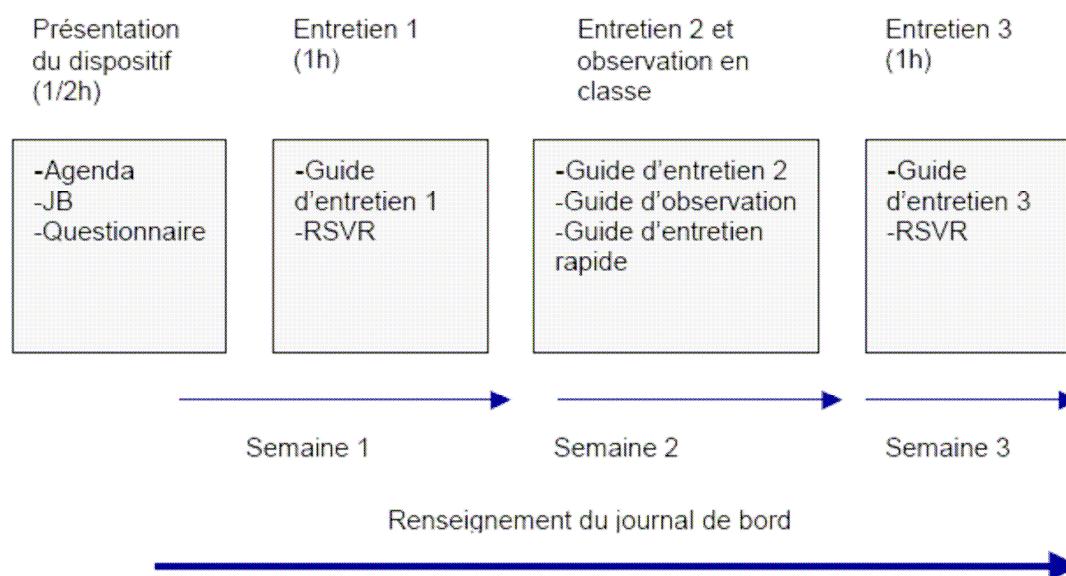 Présentation
du dispositif
(1/2h)
Entretien 1
(1h)
Entretien 2 et
observation en
classe
Entretien 3
(1h)
-Agenda
-JB
-Questionnaire
-Guide
d'entretien 1
-RSVR
-Guide d'entretien 2
-Guide d'observation
-Guide d'entretien
rapide
-Guide
d'entretien 3
-RSVR
Semaine 1
Semaine 2
Semaine 3
Renseignement du journal de bord